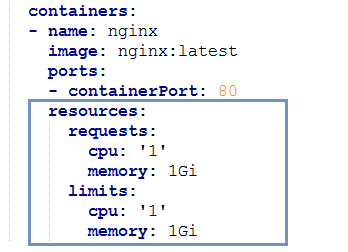 containers:
- name: nginx
image: nginx:latest
ports:
- containerPort: 80
resources:
requests:
cpu: '1'
memory: 1Gi
limits:
cpu: '1'
memory: 1Gi